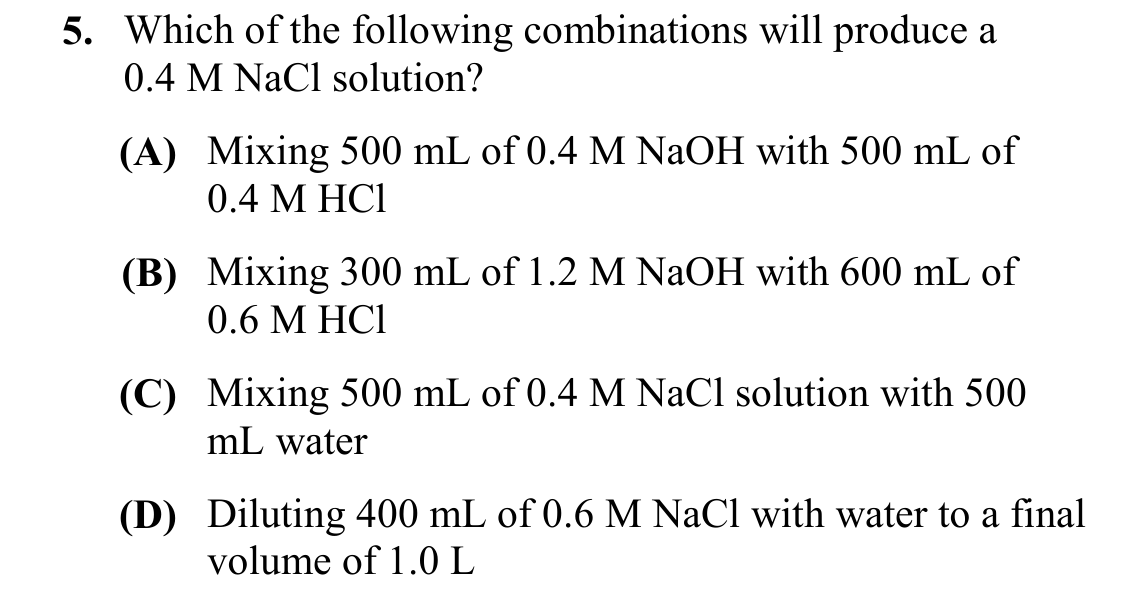 5. Which of the following combinations will produce a
0.4 M NaCl solution?
(A) Mixing 500 mL of 0.4 M NaOH with 500 mL of
0.4 M HCl
(B) Mixing 300 mL of 1.2 M NaOH with 600 mL of
0.6 M HCl
(C) Mixing 500 mL of 0.4 M NaCl solution with 500
mL water
(D) Diluting 400 mL of 0.6 M NaCl with water to a final
volume of 1.0 L